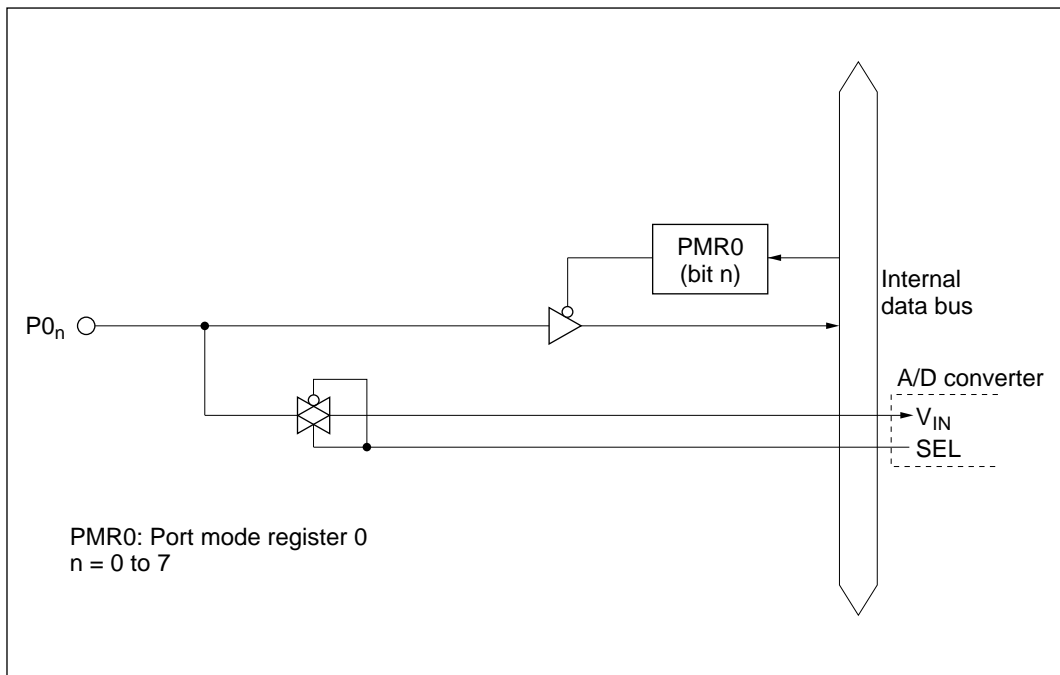 PMR0
(bit n)
Internal
data bus
P0n
A/D converter
VIN
SEL
PMR0: Port mode register 0
n = 0 to 7